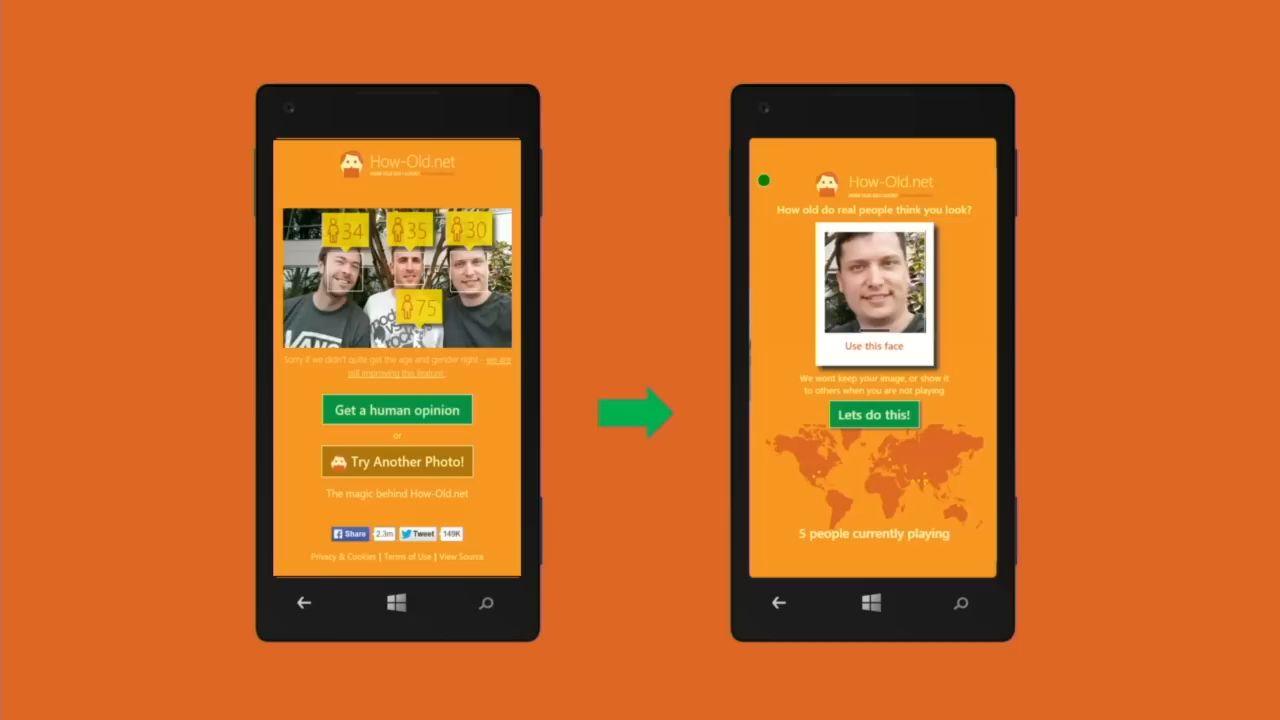 How-Old.net
34
35
30
75
Sorry if we didn't quite get the age and gender right - we are
still improving this feature.
Get a human opinion
or
Try Another Photo!
The magic behind How-Old.net
Share 2.3m Tweet 149K
Privacy & Cookies | Terms of Use | View Source
How-Old.net
How old do real people think you look?
Use this face
We wont keep your image, or show it
to others when you are not playing
Lets do this!
5 people currently playing